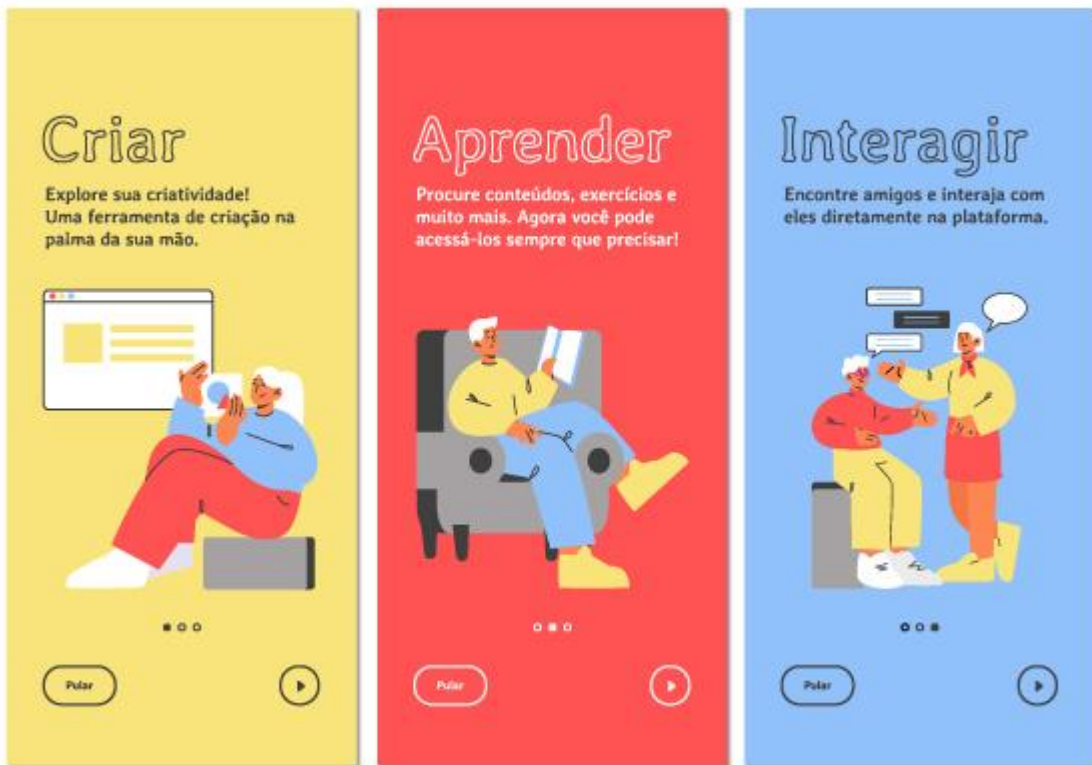 Criar
Explore sua criatividade!
Uma ferramenta de criação na
palma da sua mão.
Pular
Aprender
Procure conteúdos, exercícios e
muito mais. Agora você pode
acessá-los sempre que precisar!
Pular
Interagir
Encontre amigos e interaja com
eles diretamente na plataforma.
Pular